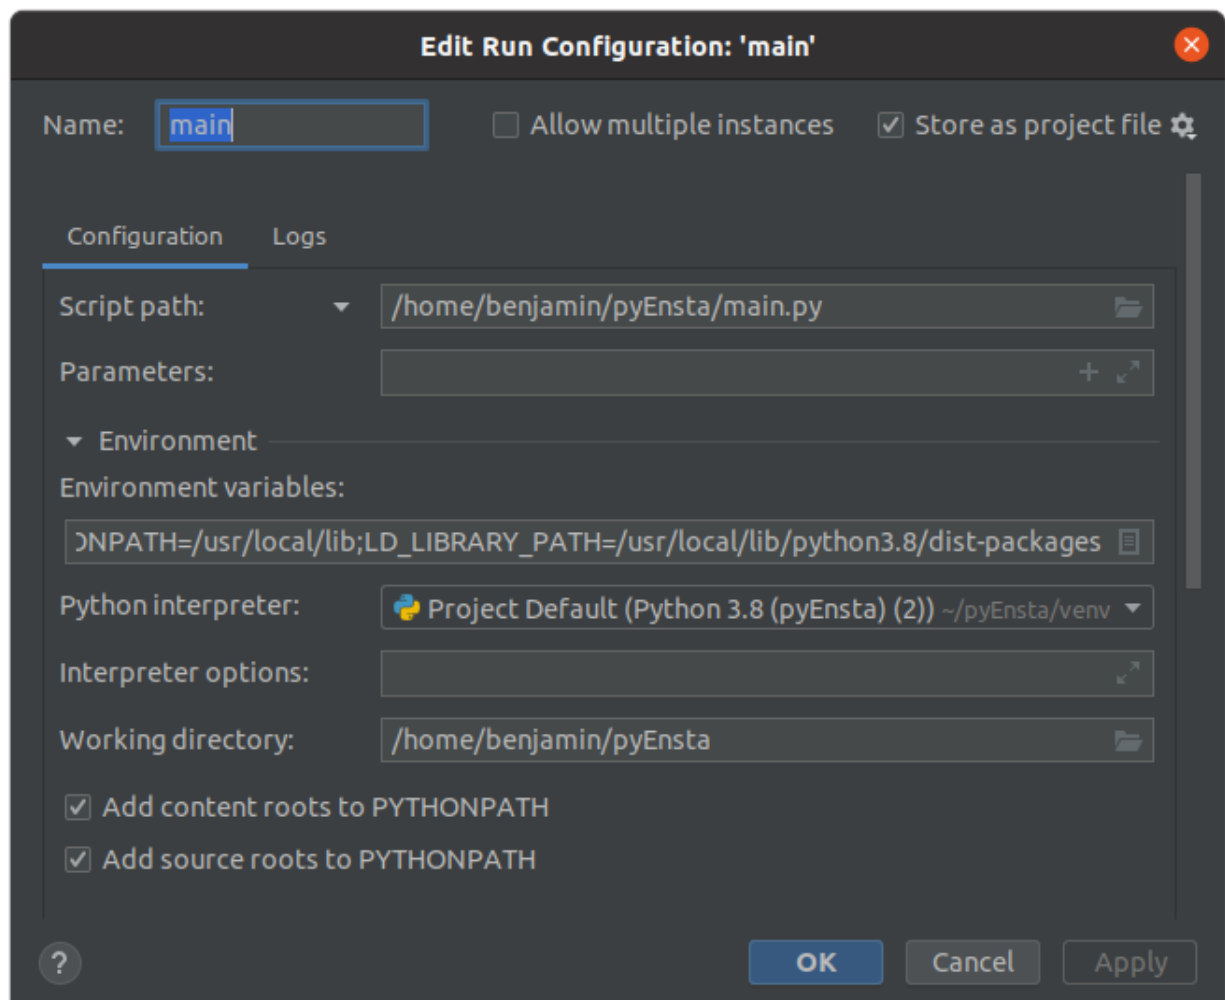 Edit Run Configuration: 'main'
Name: main Allow multiple instances Store as project file
Configuration Logs
Script path: /home/benjamin/pyEnsta/main.py
Parameters:
Environment
Environment variables:
ONPATH=/usr/local/lib;LD_LIBRARY_PATH=/usr/local/lib/python3.8/dist-packages
Python interpreter: Project Default (Python 3.8 (pyEnsta) (2)) ~/pyEnsta/venv
Interpreter options:
Working directory: /home/benjamin/pyEnsta
Add content roots to PYTHONPATH
Add source roots to PYTHONPATH
? OK Cancel Apply